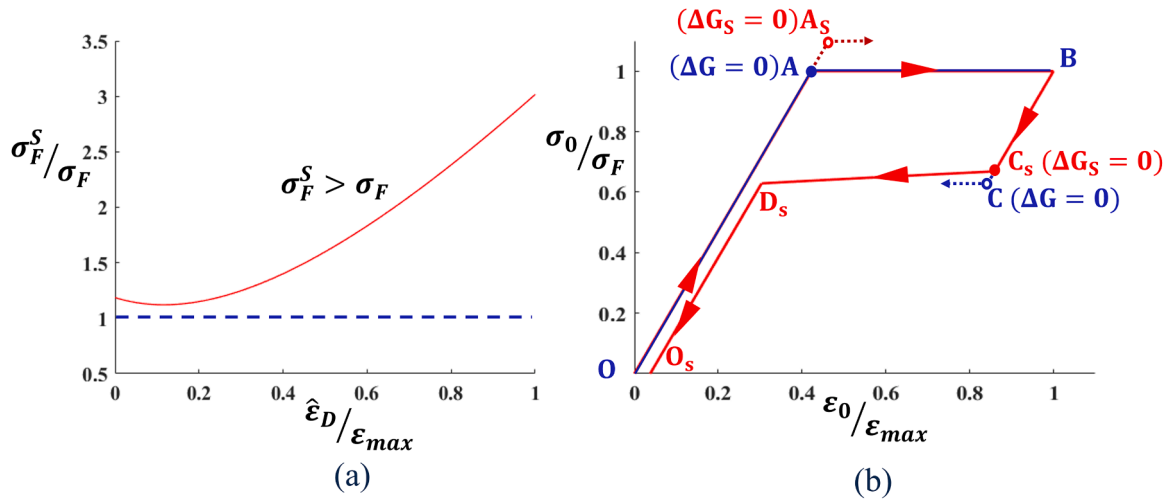 3.5
3
2.5
2
1.5
1
0.5
σ_F^S/σ_F
σ_F^S > σ_F
0 0.2 0.4 0.6 0.8 1
ε̂_D/ε_max
(a)
(ΔG_S = 0)A_S
(ΔG = 0)A
B
1
0.8
0.6
0.4
0.2
0
σ_0/σ_F
C_s (ΔG_S = 0)
C (ΔG = 0)
D_s
O
O_s
0 0.2 0.4 0.6 0.8 1
ε_0/ε_max
(b)